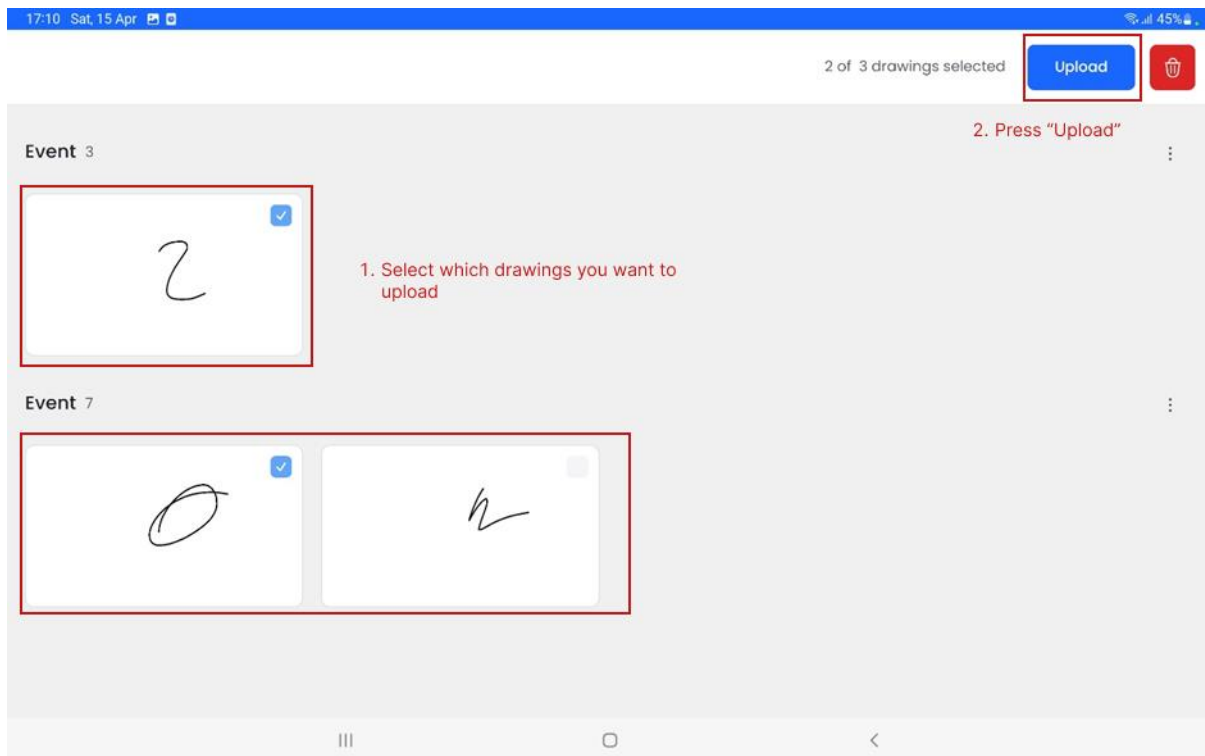 17:10 Sat, 15 Apr 45%
2 of 3 drawings selected Upload
2. Press “Upload”
Event 3
2
1. Select which drawings you want to
upload
Event 7